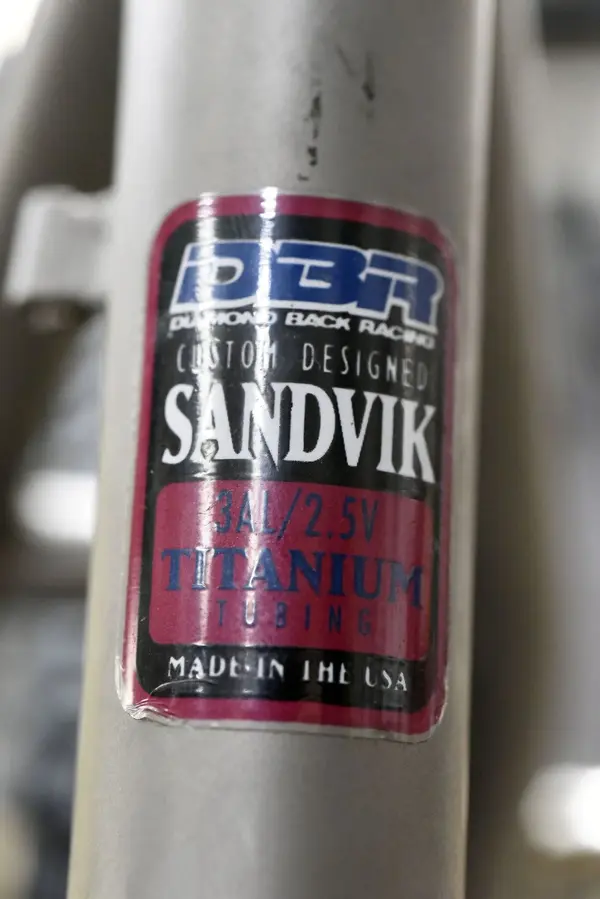 DBR
DIAMOND BACK RACING
CUSTOM DESIGNED
SANDVIK
3AL/2.5V
TITANIUM
TUBING
MADE IN THE USA